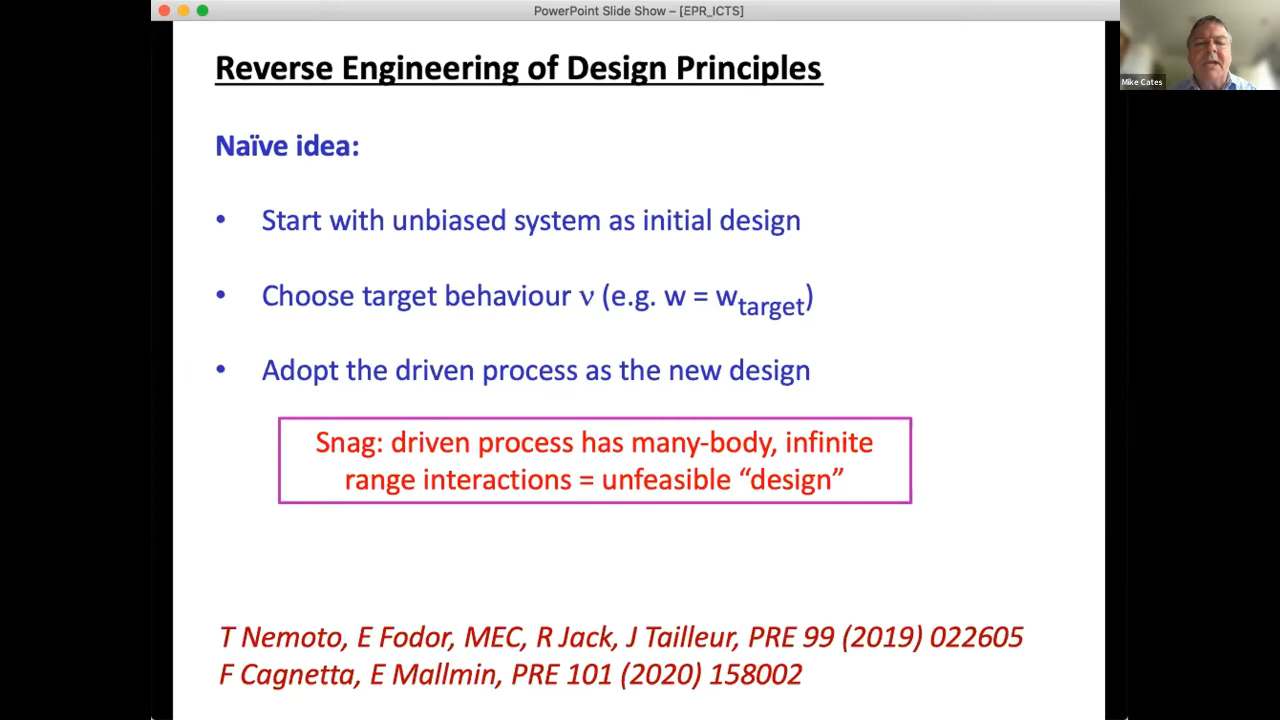 PowerPoint Slide Show – [EPR_ICTS]
Mike Cates
Reverse Engineering of Design Principles
Naïve idea:
• Start with unbiased system as initial design
• Choose target behaviour ν (e.g. w = w_target)
• Adopt the driven process as the new design
Snag: driven process has many-body, infinite
range interactions = unfeasible “design”
T Nemoto, E Fodor, MEC, R Jack, J Tailleur, PRE 99 (2019) 022605
F Cagnetta, E Mallmin, PRE 101 (2020) 158002